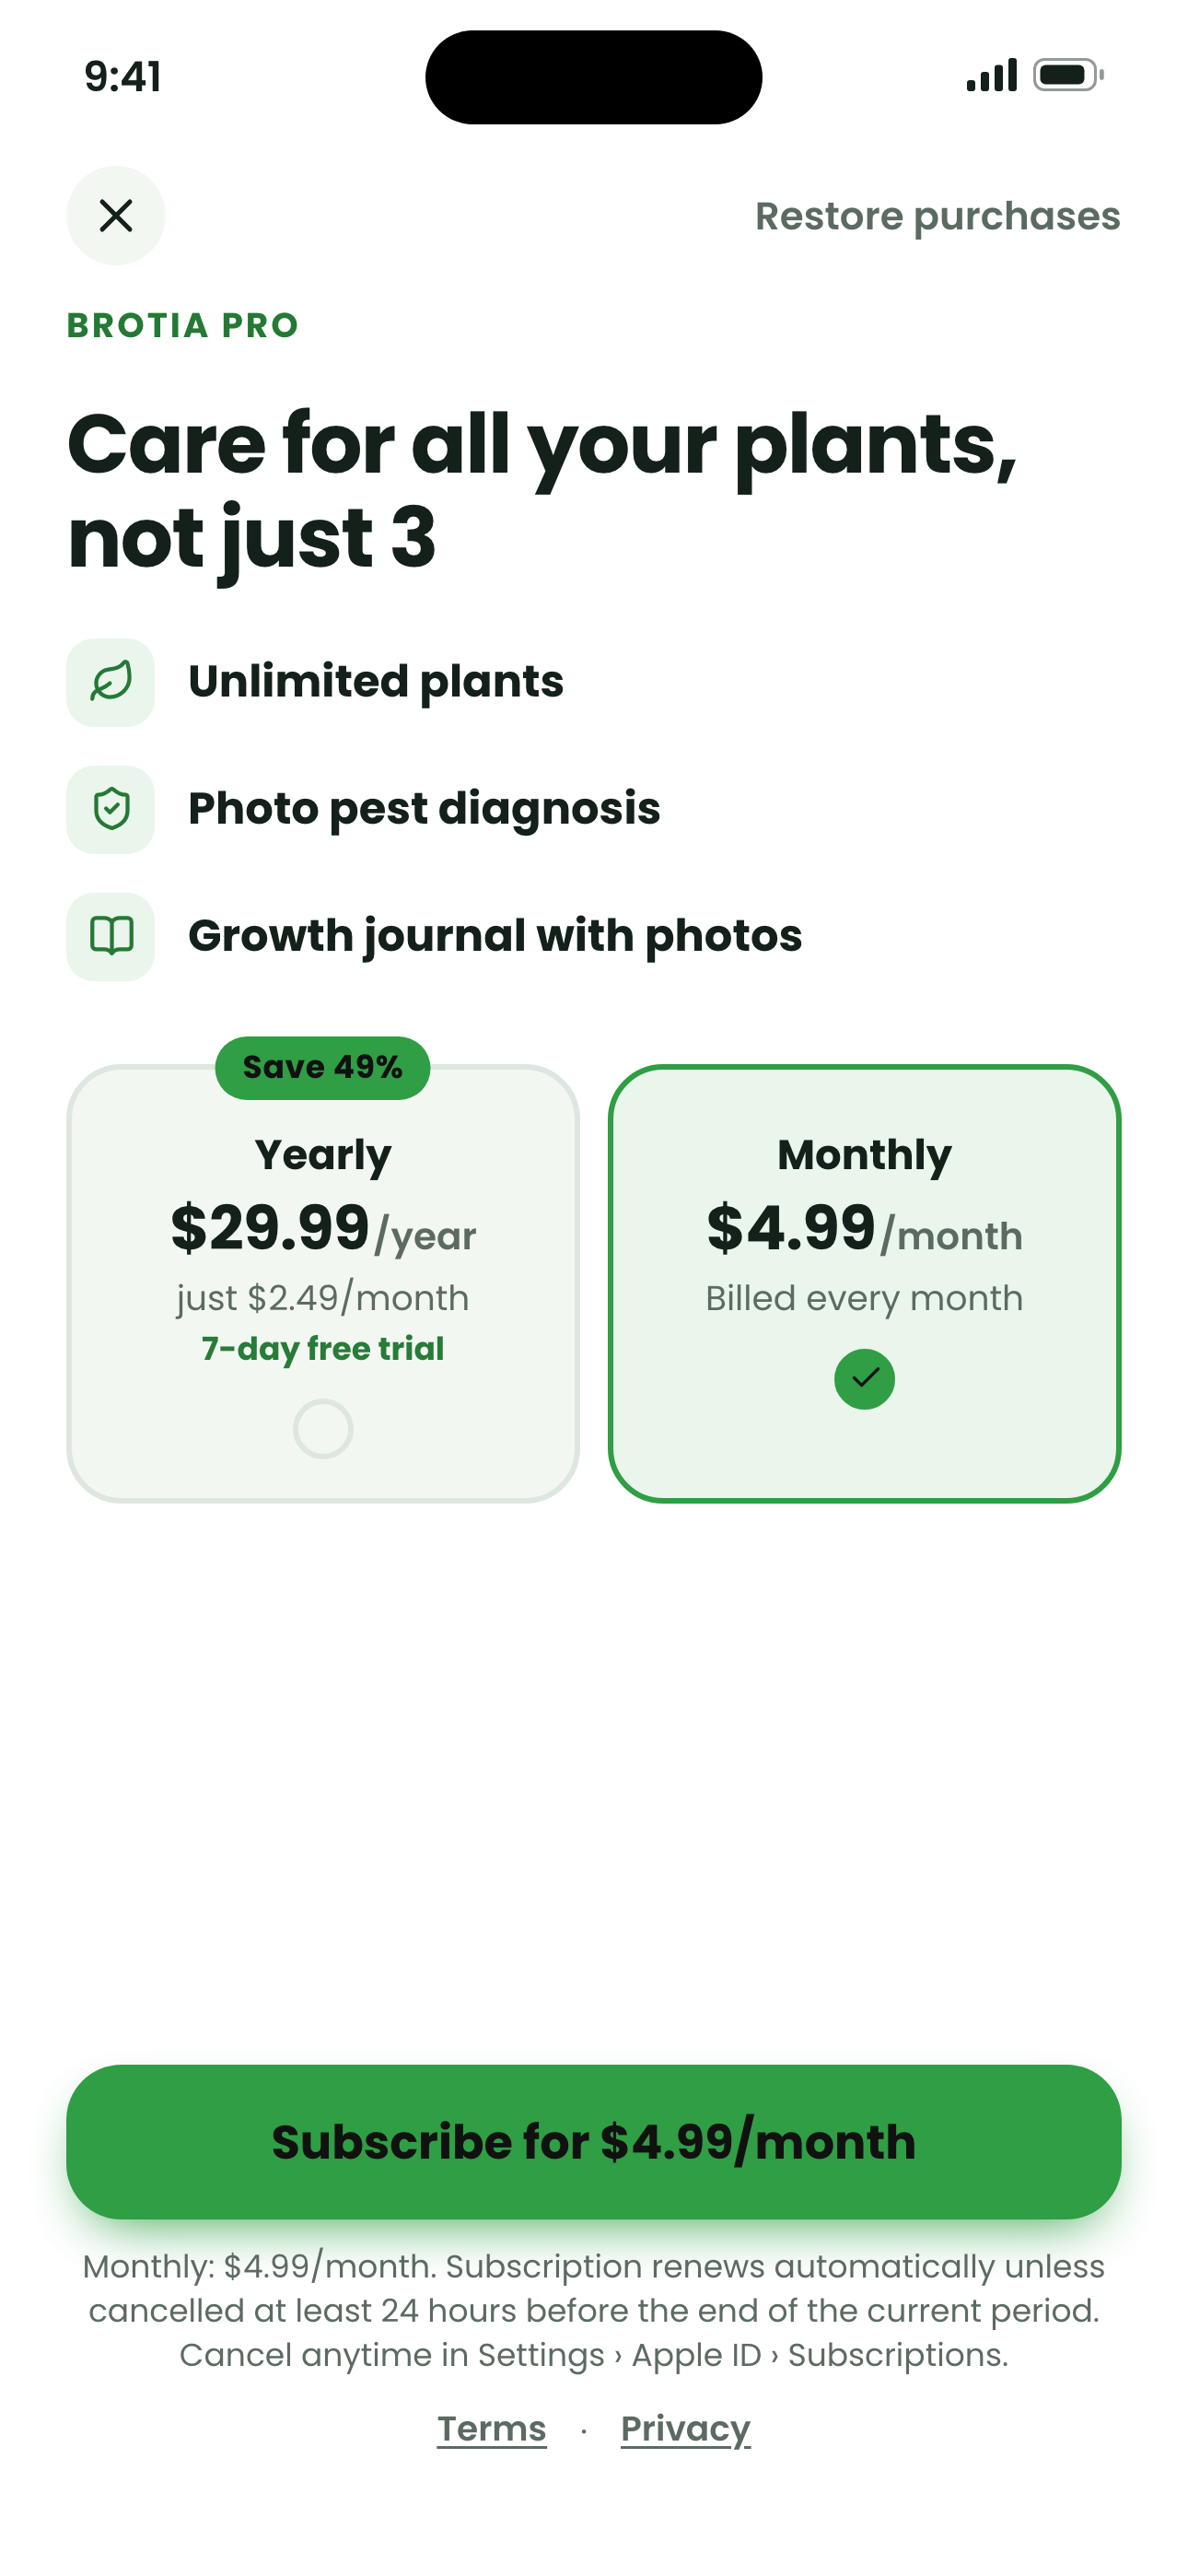 9:41
Restore purchases
BROTIA PRO
Care for all your plants,
not just 3
Unlimited plants
Photo pest diagnosis
Growth journal with photos
Save 49%
Yearly
$29.99/year
just $2.49/month
7-day free trial
Monthly
$4.99/month
Billed every month
Subscribe for $4.99/month
Monthly: $4.99/month. Subscription renews automatically unless
cancelled at least 24 hours before the end of the current period.
Cancel anytime in Settings › Apple ID › Subscriptions.
Terms · Privacy